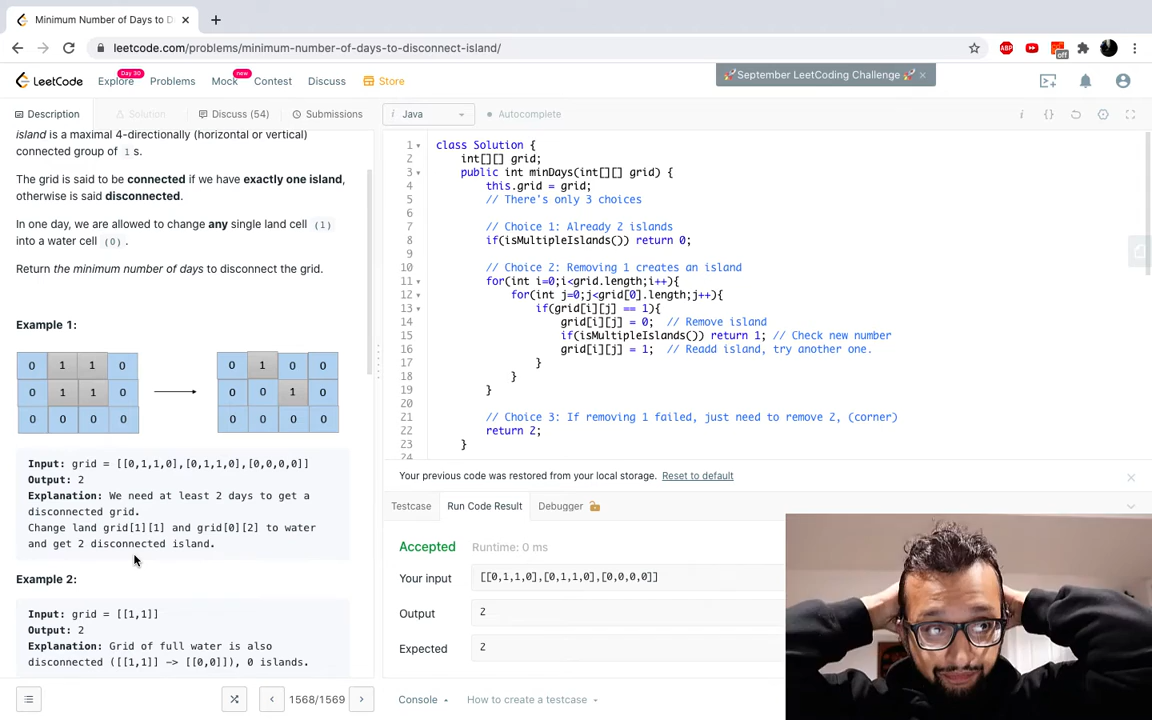 Minimum Number of Days to D
leetcode.com/problems/minimum-number-of-days-to-disconnect-island/
ABP
off
LeetCode
Explore
Day 30
Problems
Mock
new
Contest
Discuss
Store
🚀September LeetCoding Challenge 🚀
Description
Solution
Discuss (54)
Submissions
i Java
Autocomplete
island is a maximal 4-directionally (horizontal or vertical)
connected group of 1 s.
The grid is said to be connected if we have exactly one island,
otherwise is said disconnected.
In one day, we are allowed to change any single land cell (1)
into a water cell (0) .
Return the minimum number of days to disconnect the grid.
Example 1:
0 1 1 0 0 1 0 0
0 1 1 0 0 0 1 0
0 0 0 0 0 0 0 0
Input: grid = [[0,1,1,0],[0,1,1,0],[0,0,0,0]]
Output: 2
Explanation: We need at least 2 days to get a
disconnected grid.
Change land grid[1][1] and grid[0][2] to water
and get 2 disconnected island.
Example 2:
Input: grid = [[1,1]]
Output: 2
Explanation: Grid of full water is also
disconnected ([[1,1]] -> [[0,0]]), 0 islands.
1568/1569
1 class Solution {
2 int[][] grid;
3 public int minDays(int[][] grid) {
4 this.grid = grid;
5 // There's only 3 choices
6
7 // Choice 1: Already 2 islands
8 if(isMultipleIslands()) return 0;
9
10 // Choice 2: Removing 1 creates an island
11 for(int i=0;i<grid.length;i++){
12 for(int j=0;j<grid[0].length;j++){
13 if(grid[i][j] == 1){
14 grid[i][j] = 0; // Remove island
15 if(isMultipleIslands()) return 1; // Check new number
16 grid[i][j] = 1; // Readd island, try another one.
17 }
18 }
19 }
20
21 // Choice 3: If removing 1 failed, just need to remove 2, (corner)
22 return 2;
23 }
24
Your previous code was restored from your local storage. Reset to default
Testcase
Run Code Result
Debugger
Accepted Runtime: 0 ms
Your input [[0,1,1,0],[0,1,1,0],[0,0,0,0]]
Output 2
Expected 2
Console
How to create a testcase